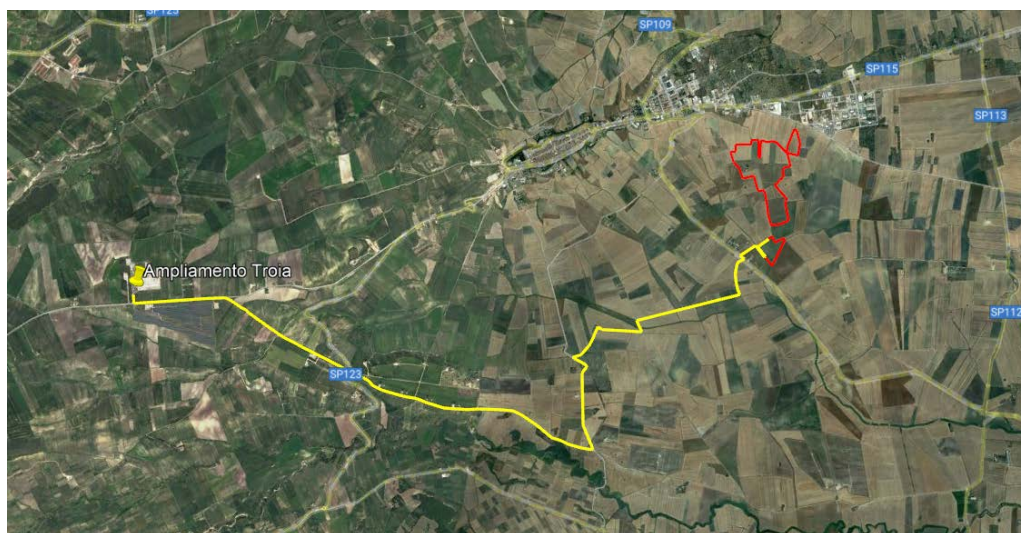 SP123
SP109
SP115
SP113
Ampliamento Troia
SP112
SP123